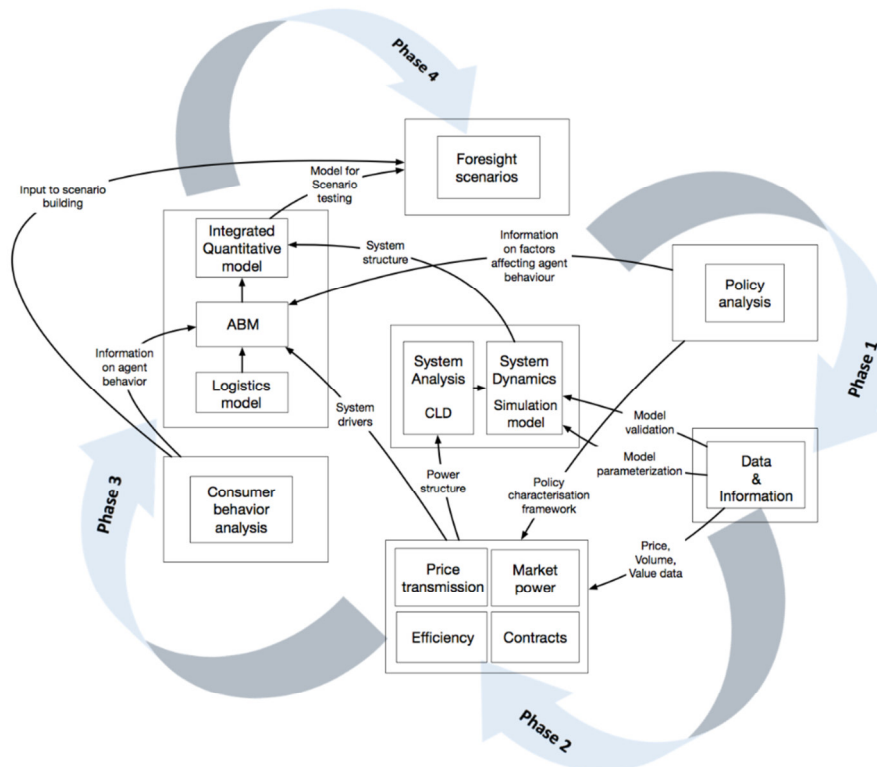 Phase 4
Foresight
scenarios
Input to scenario
building
Model for
Scenario
testing
Integrated
Quantitative
model
System
structure
Information
on factors
affecting agent
behaviour
Policy
analysis
ABM
Information
on agent
behavior
Logistics
model
System
Analysis
CLD
System
Dynamics
Simulation
model
Phase 1
System
drivers
Model
validation
Model
parameterization
Data
&
Information
Power
structure
Policy
characterisation
framework
Phase 3
Consumer
behavior
analysis
Price,
Volume,
Value data
Price
transmission
Market
power
Efficiency
Contracts
Phase 2